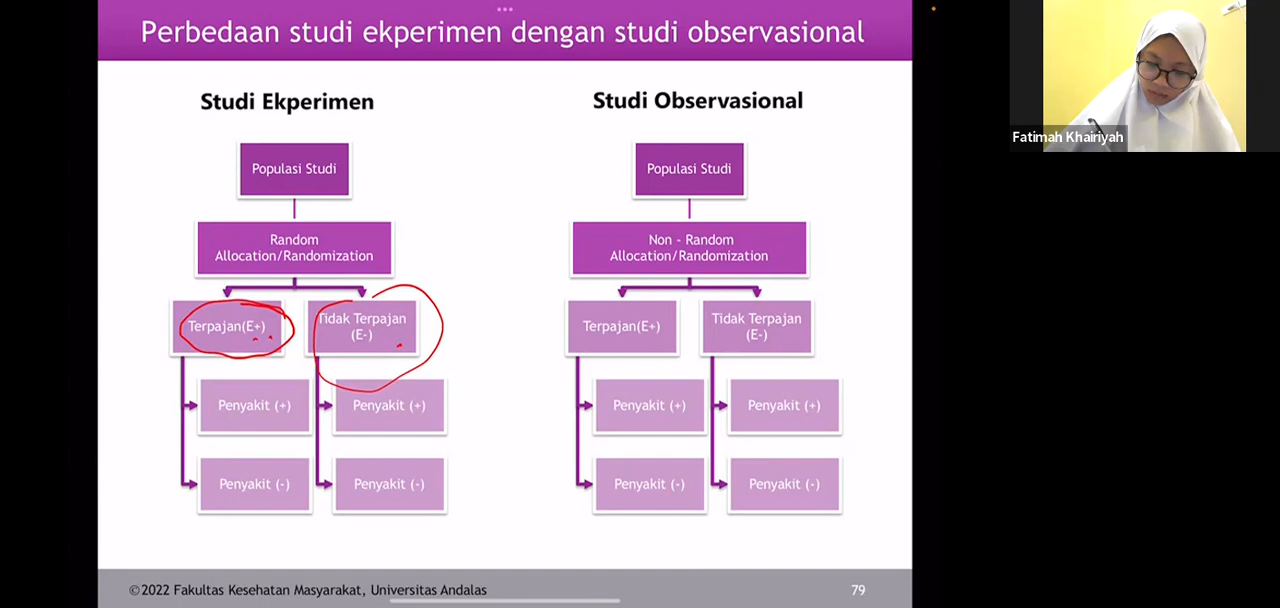 Perbedaan studi ekperimen dengan studi observasional
Studi Ekperimen
Populasi Studi
Random
Allocation/Randomization
Terpajan(E+)
Tidak Terpajan
(E-)
Penyakit (+)
Penyakit (+)
Penyakit (-)
Penyakit (-)
Studi Observasional
Populasi Studi
Non - Random
Allocation/Randomization
Terpajan(E+)
Tidak Terpajan
(E-)
Penyakit (+)
Penyakit (+)
Penyakit (-)
Penyakit (-)
©2022 Fakultas Kesehatan Masyarakat, Universitas Andalas
79
Fatimah Khairiyah